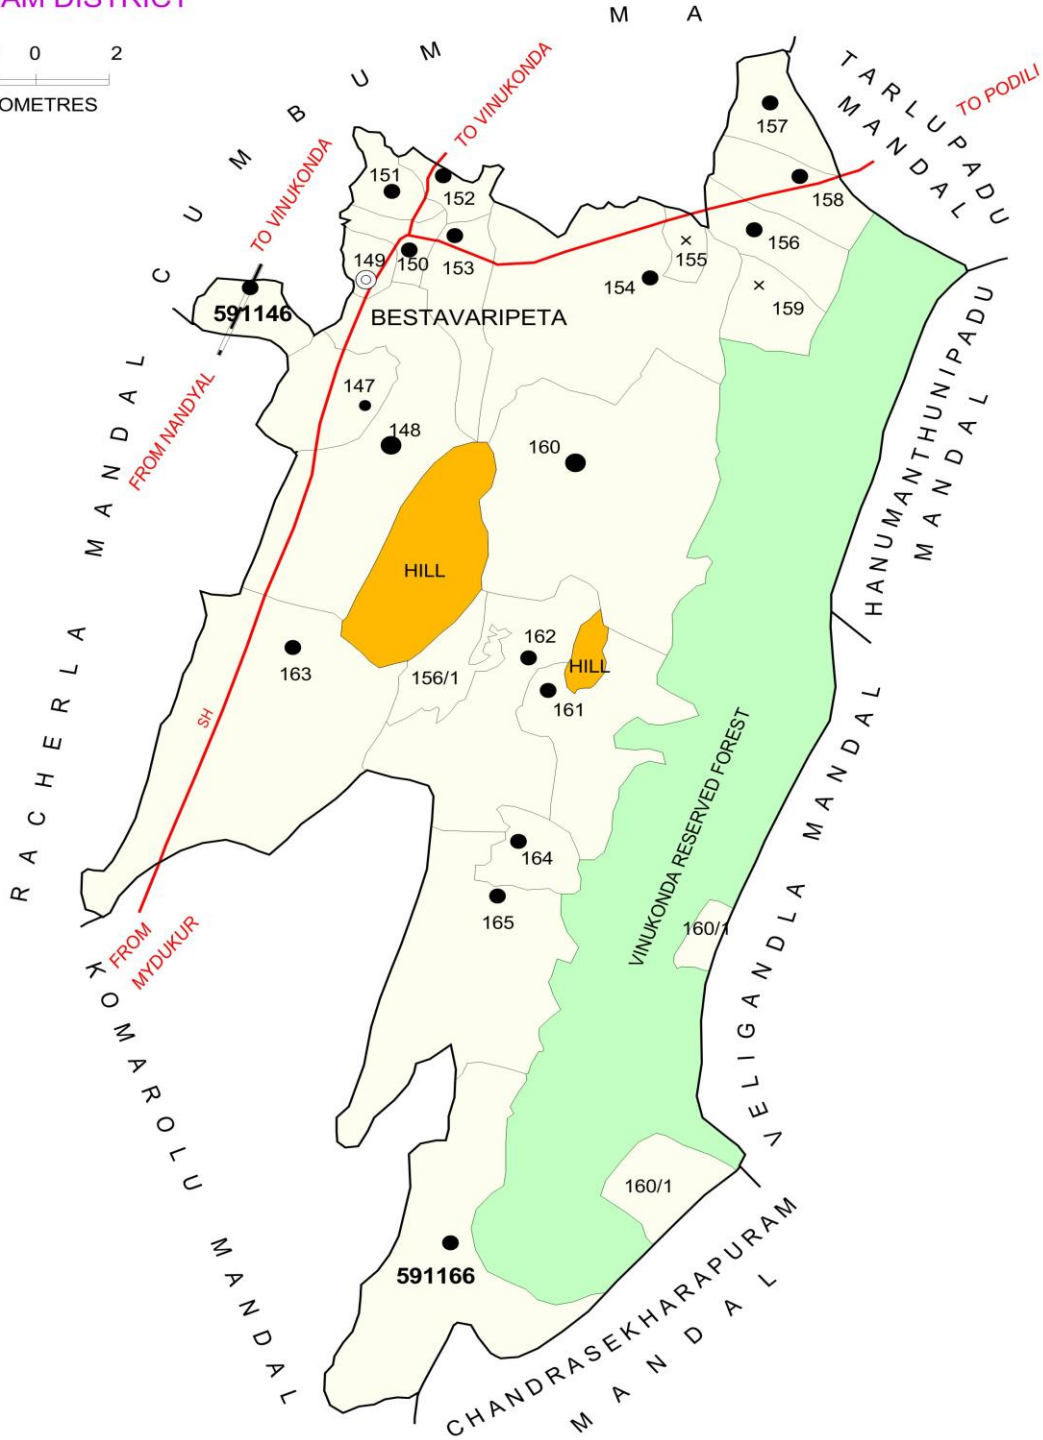 AM DISTRICT
0 2
OMETRES
CUMBUM MA
TO VINUKONDA
TO VINUKONDA
TARLUPADU
MANDAL
TO PODILI
157
151
152
158
149
150
153
156
155
154
159
591146
BESTAVARIPETA
FROM NANDYAL
147
148
160
HANUMANTHUNIPADU
MANDAL
HILL
RACHERLA MANDAL
162
HILL
163
156/1
161
SH
VINUKONDA RESERVED FOREST
164
165
160/1
VELIGANDLA MANDAL
FROM
MYDUKUR
KOMAROLU MANDAL
160/1
591166
CHANDRASEKHARAPURAM
MANDAL